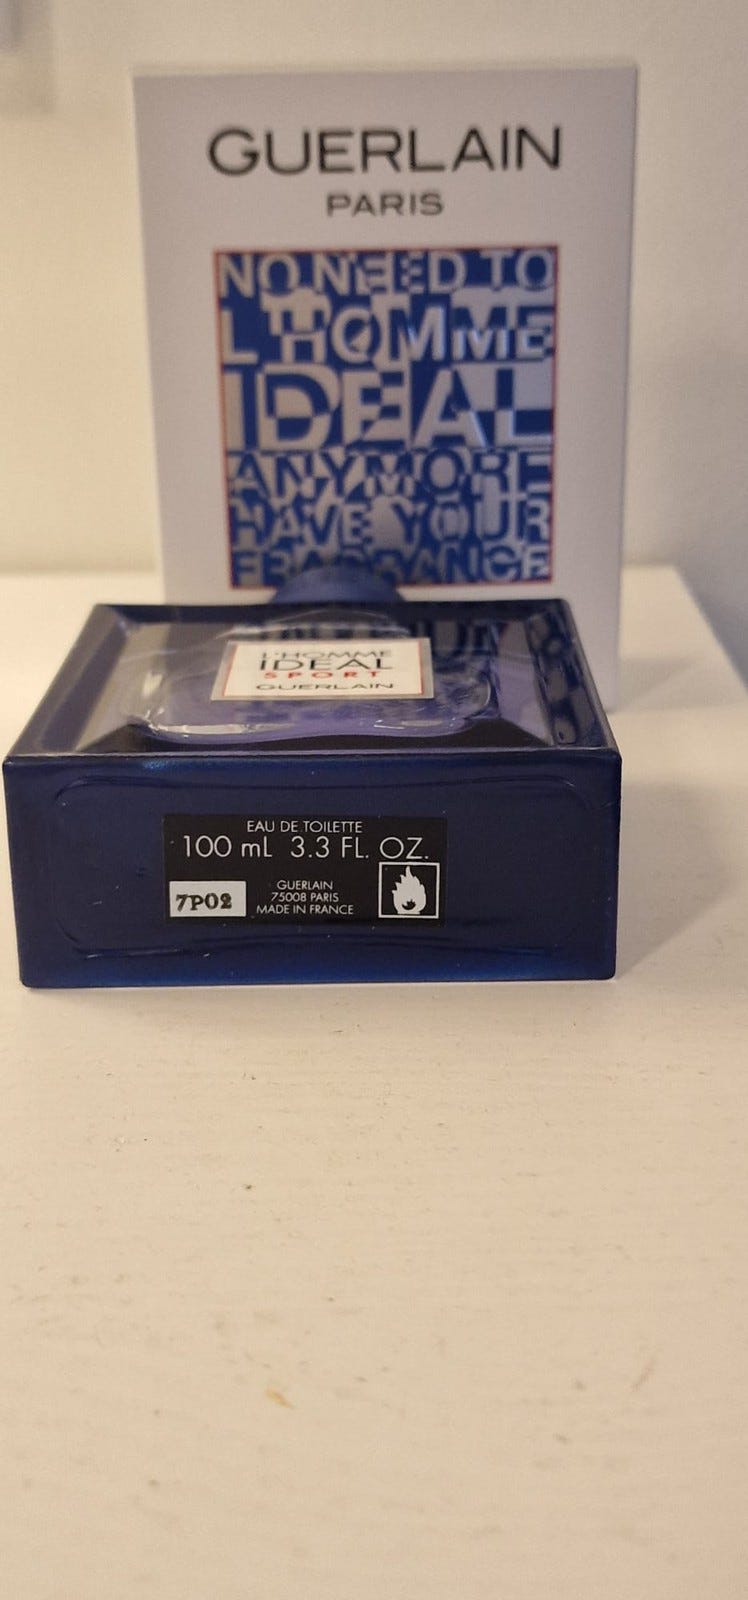 GUERLAIN
PARIS
NO NEED TO
L'HOMME
IDEAL
ANYMORE
HAVE YOUR
FRAGRANCE
L'HOMME
IDEAL
SPORT
GUERLAIN
EAU DE TOILETTE
100 mL 3.3 FL. OZ.
7P02
GUERLAIN
75008 PARIS
MADE IN FRANCE